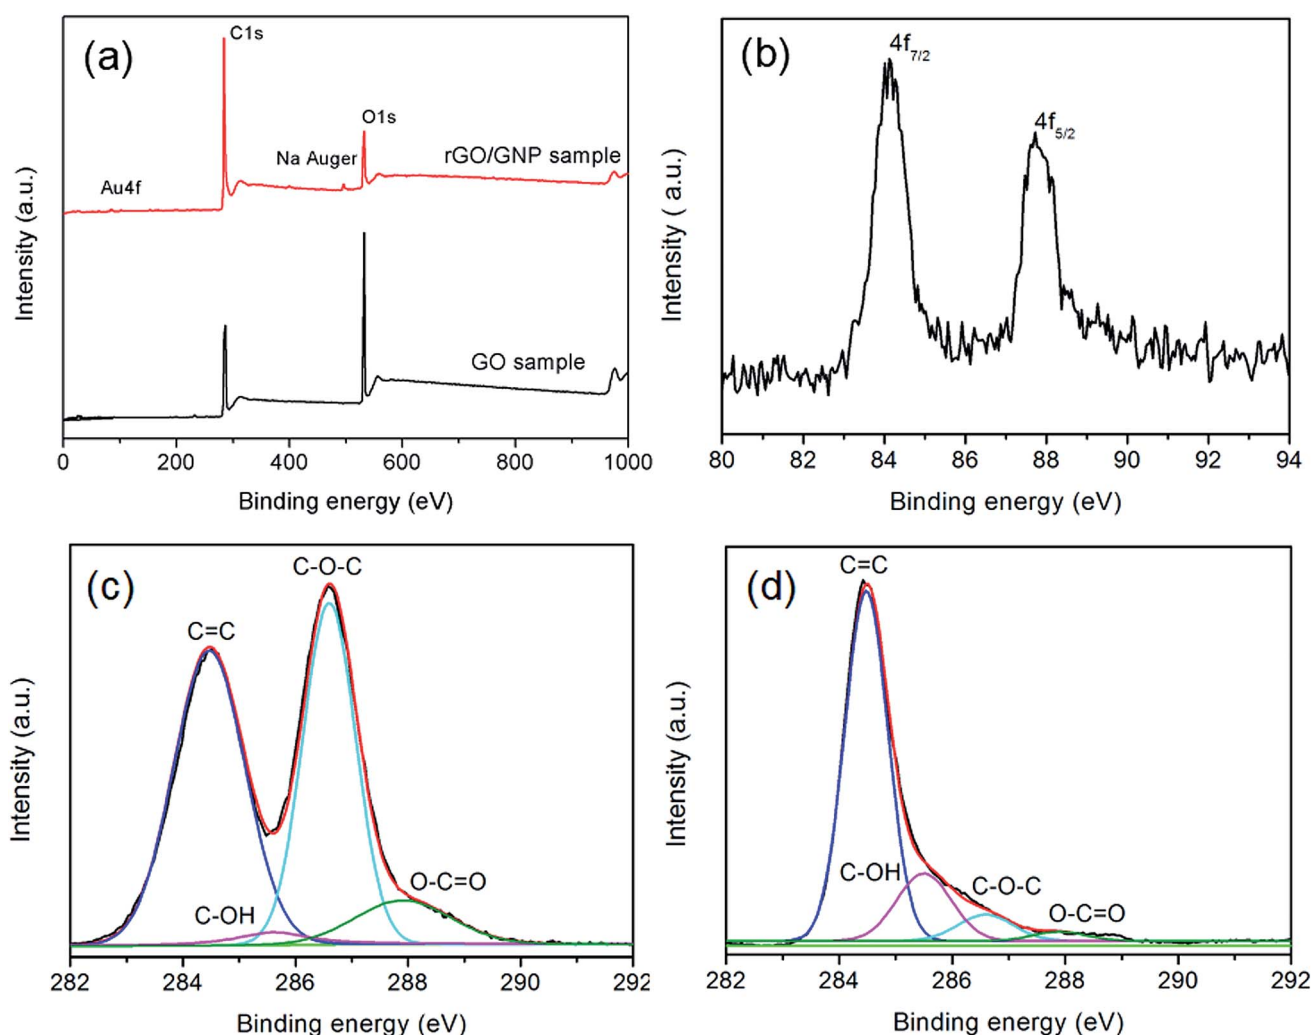 (a)
C1s
O1s
Na Auger
rGO/GNP sample
Au4f
GO sample
Intensity (a.u.)
0 200 400 600 800 1000
Binding energy (eV)
(b)
4f7/2
4f5/2
Intensity ( a.u.)
80 82 84 86 88 90 92 94
Binding energy (eV)
(c)
C-O-C
C=C
C-OH
O-C=O
Intensity (a.u.)
282 284 286 288 290 292
Binding energy (eV)
(d)
C=C
C-OH
C-O-C
O-C=O
Intensity (a.u.)
282 284 286 288 290 292
Binding energy (eV)